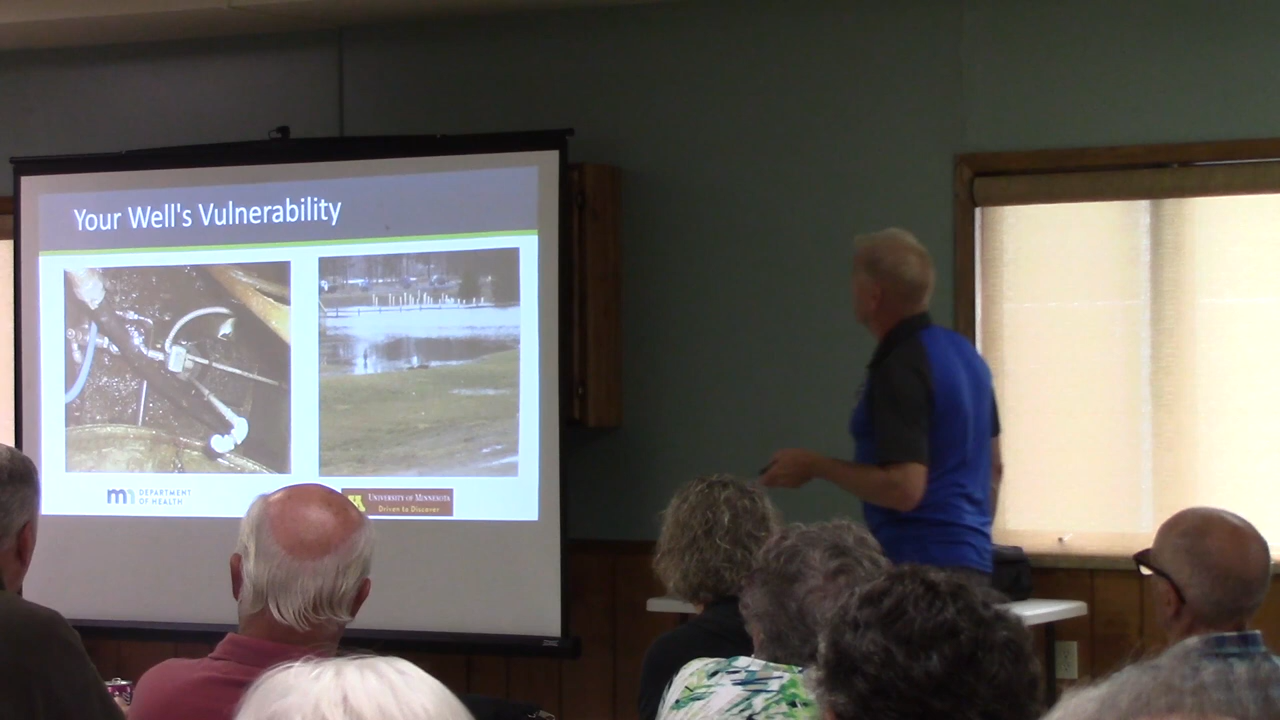 Your Well's Vulnerability
DEPARTMENT
OF HEALTH
UNIVERSITY OF MINNESOTA
Driven to Discover